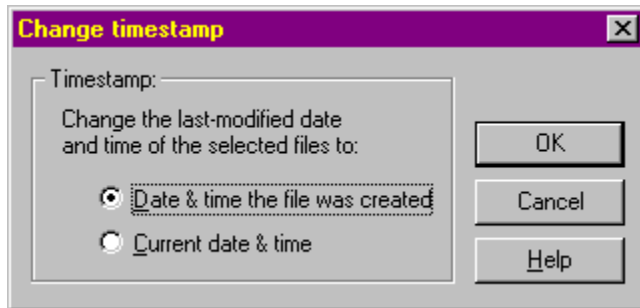 Change timestamp
Timestamp:
Change the last-modified date
and time of the selected files to:
Date & time the file was created
Current date & time
OK
Cancel
Help